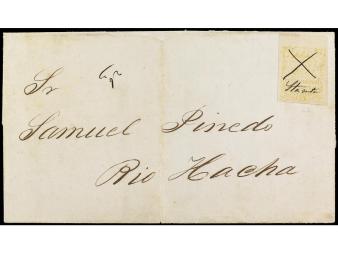 Sr
Samuel Pinedo
Rio Hacha